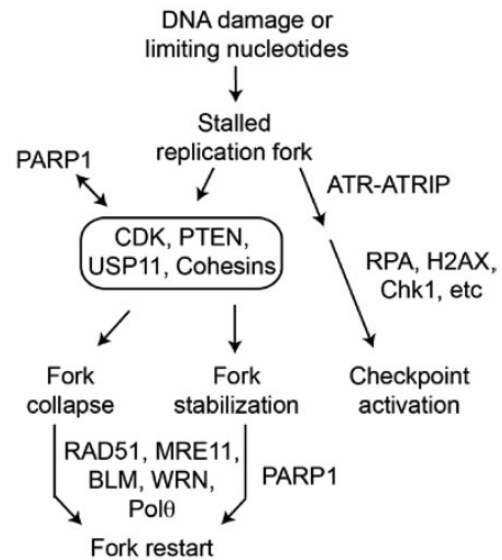 DNA damage or
limiting nucleotides
Stalled
replication fork
PARP1
ATR-ATRIP
CDK, PTEN,
USP11, Cohesins
RPA, H2AX,
Chk1, etc
Fork
collapse
Fork
stabilization
Checkpoint
activation
RAD51, MRE11,
BLM, WRN,
Polθ
PARP1
Fork restart